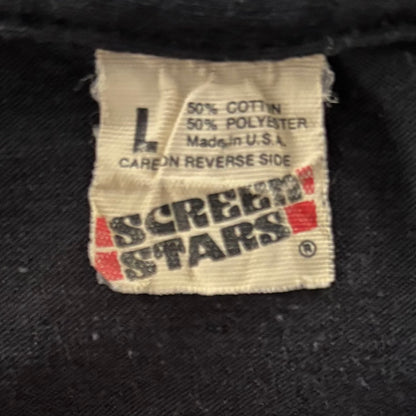 L
50% COTTON
50% POLYESTER
Made in U.S.A.
CARE ON REVERSE SIDE
SCREEN
STARS
®